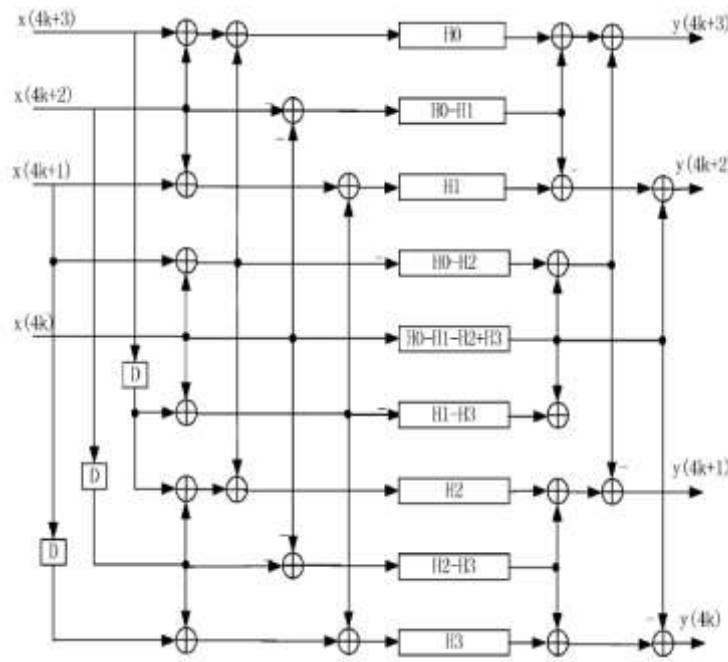 x(4k+3)
H0
y(4k+3)
x(4k+2)
H0-H1
x(4k+1)
H1
y(4k+2)
H0-H2
x(4k)
H0-H1-H2+H3
D
H1-H3
D
H2
y(4k+1)
D
H2-H3
H3
y(4k)